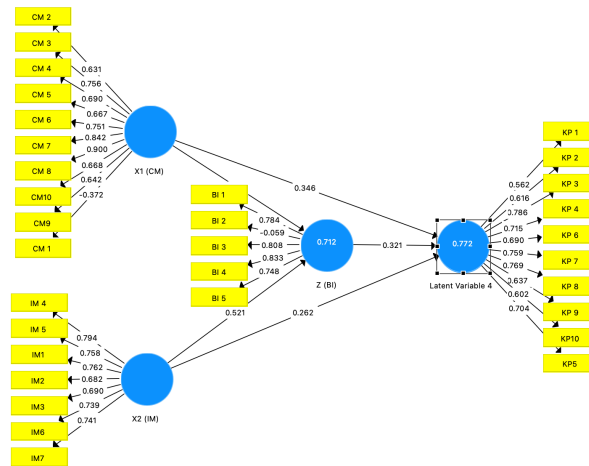 CM 2
CM 3
CM 4
CM 5
CM 6
CM 7
CM 8
CM10
CM9
CM 1
0.631
0.756
0.690
0.667
0.751
0.842
0.900
0.668
0.642
-0.372
X1 (CM)
0.346
BI 1
BI 2
BI 3
BI 4
BI 5
0.784
-0.059
0.808
0.833
0.748
0.712
Z (BI)
0.321
0.521
0.262
0.772
Latent Variable 4
KP 1
KP 2
KP 3
KP 4
KP 6
KP 7
KP 8
KP 9
KP10
KP5
0.562
0.616
0.786
0.715
0.690
0.759
0.769
0.637
0.602
0.704
IM 4
IM 5
IM1
IM2
IM3
IM6
IM7
0.794
0.758
0.762
0.682
0.690
0.739
0.741
X2 (IM)